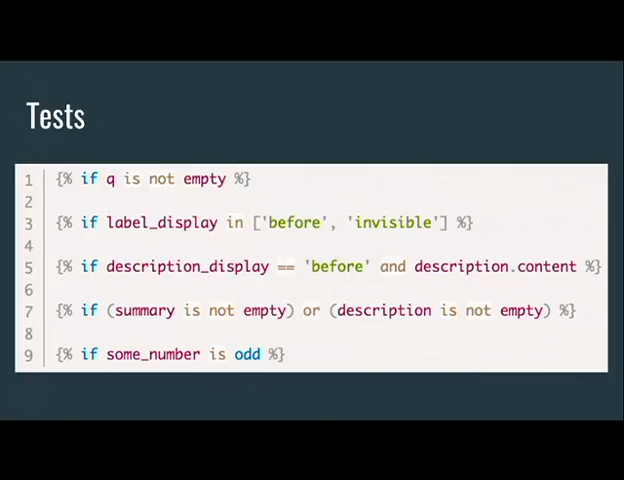 Tests
1 {% if q is not empty %}
2
3 {% if label_display in ['before', 'invisible'] %}
4
5 {% if description_display == 'before' and description.content %}
6
7 {% if (summary is not empty) or (description is not empty) %}
8
9 {% if some_number is odd %}